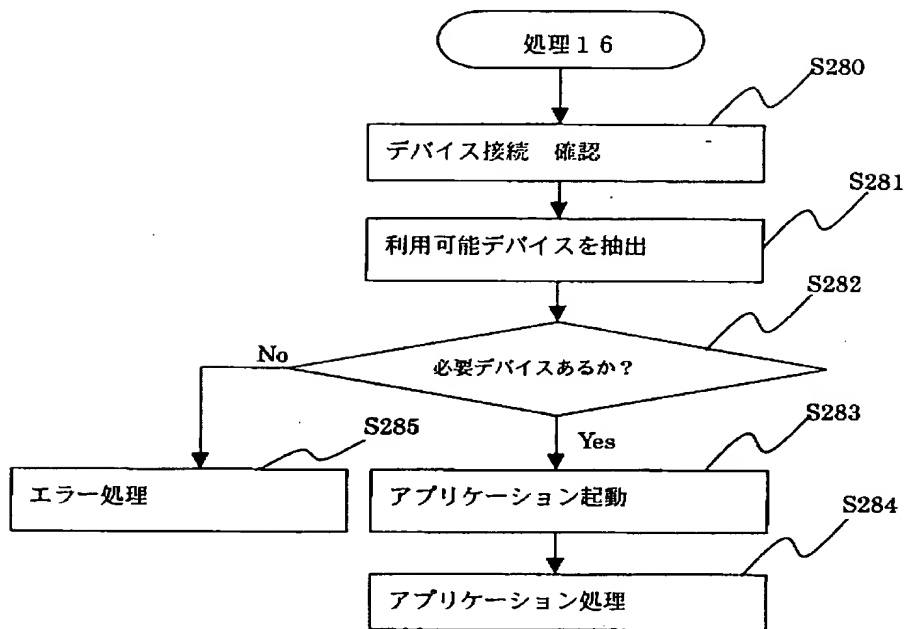 処理16
S280
デバイス接続 確認
S281
利用可能デバイスを抽出
S282
必要デバイスあるか?
No
Yes
S283
S285
エラー処理
アプリケーション起動
S284
アプリケーション処理